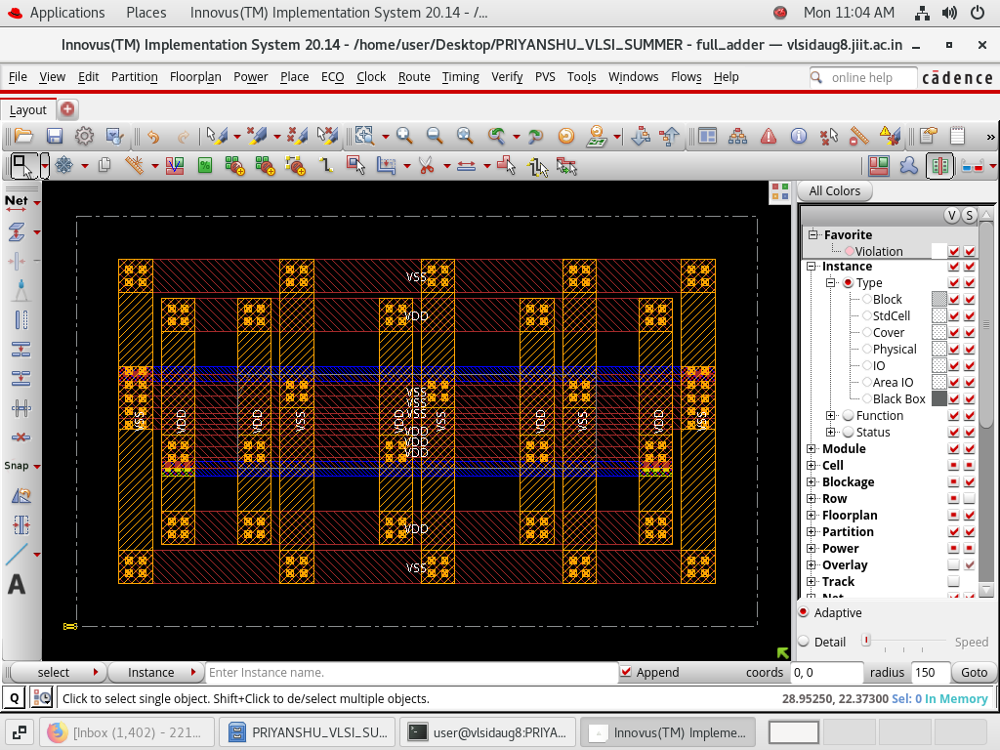 Applications Places Innovus(TM) Implementation System 20.14 - /... Mon 11:04 AM
Innovus(TM) Implementation System 20.14 - /home/user/Desktop/PRIYANSHU_VLSI_SUMMER - full_adder — vlsidaug8.jiit.ac.in
File View Edit Partition Floorplan Power Place ECO Clock Route Timing Verify PVS Tools Windows Flows Help online help cādence
Layout
»
Net
Snap
A
VSS
VDD
VSS
VSS
VSS
VDD
VDD
VDD
VSS
VDD
VDD
VSS
VDD
VSS
VDD
VSS
VDD
VSS
VDD
VSS
All Colors
V S
Favorite
Violation
Instance
Type
Block
StdCell
Cover
Physical
IO
Area IO
Black Box
Function
Status
Module
Cell
Blockage
Row
Floorplan
Partition
Power
Overlay
Track
Net
Adaptive
Detail Speed
select Instance Enter Instance name. Append coords 0, 0 radius 150 Goto
Q Click to select single object. Shift+Click to de/select multiple objects. 28.95250, 22.37300 Sel: 0 In Memory
[Inbox (1,402) - 221... PRIYANSHU_VLSI_SU... user@vlsidaug8:PRIYA... Innovus(TM) Impleme...